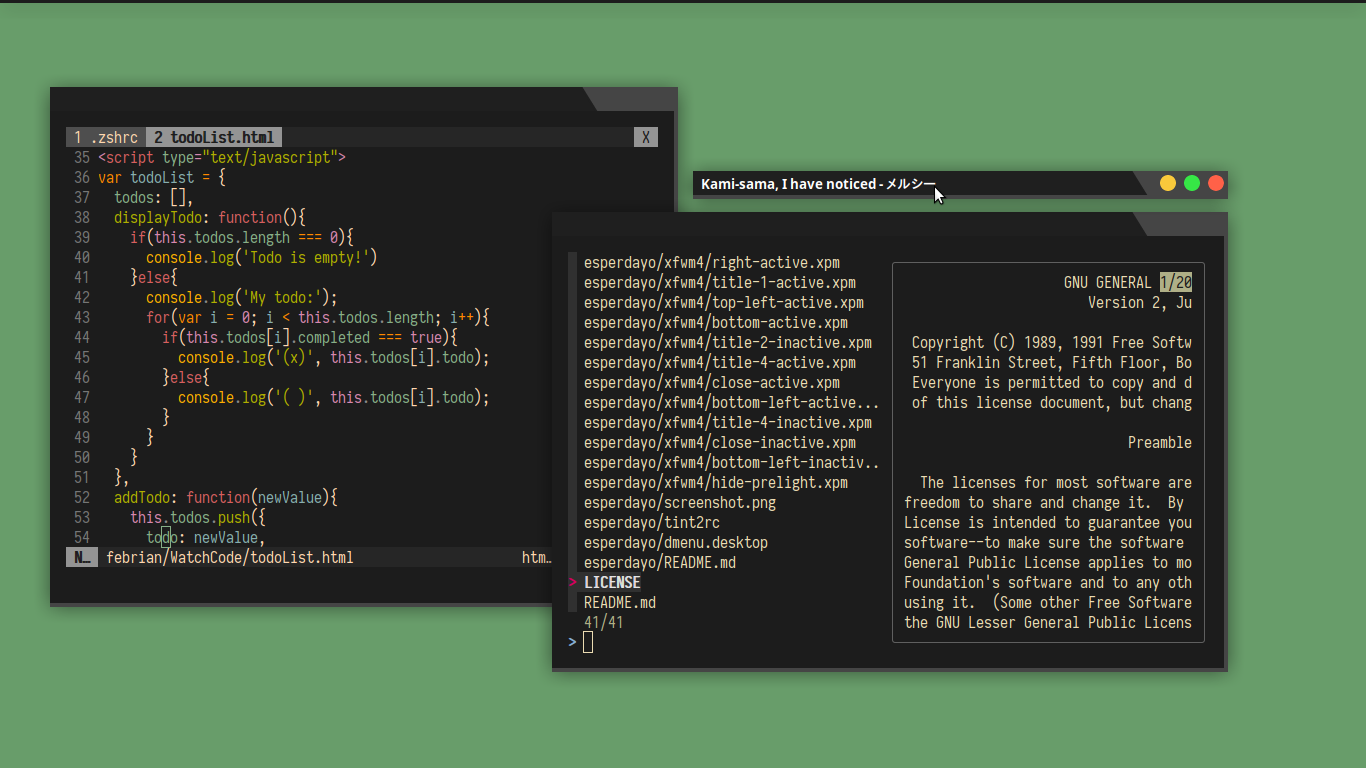 1 .zshrc 2 todoList.html X
35 <script type="text/javascript">
36 var todoList = {
37 todos: [],
38 displayTodo: function(){
39 if(this.todos.length === 0){
40 console.log('Todo is empty!')
41 }else{
42 console.log('My todo:');
43 for(var i = 0; i < this.todos.length; i++){
44 if(this.todos[i].completed === true){
45 console.log('(x)', this.todos[i].todo);
46 }else{
47 console.log('( )', this.todos[i].todo);
48 }
49 }
50 }
51 },
52 addTodo: function(newValue){
53 this.todos.push({
54 todo: newValue,
N… febrian/WatchCode/todoList.html htm…
Kami-sama, I have noticed - メルシー
esperdayo/xfwm4/right-active.xpm
esperdayo/xfwm4/title-1-active.xpm
esperdayo/xfwm4/top-left-active.xpm
esperdayo/xfwm4/bottom-active.xpm
esperdayo/xfwm4/title-2-inactive.xpm
esperdayo/xfwm4/title-4-active.xpm
esperdayo/xfwm4/close-active.xpm
esperdayo/xfwm4/bottom-left-active...
esperdayo/xfwm4/title-4-inactive.xpm
esperdayo/xfwm4/close-inactive.xpm
esperdayo/xfwm4/bottom-left-inactiv..
esperdayo/xfwm4/hide-prelight.xpm
esperdayo/screenshot.png
esperdayo/tint2rc
esperdayo/dmenu.desktop
esperdayo/README.md
> LICENSE
README.md
41/41
>
GNU GENERAL 1/20
Version 2, Ju
Copyright (C) 1989, 1991 Free Softw
51 Franklin Street, Fifth Floor, Bo
Everyone is permitted to copy and d
of this license document, but chang
Preamble
The licenses for most software are
freedom to share and change it. By
License is intended to guarantee you
software--to make sure the software
General Public License applies to mo
Foundation's software and to any oth
using it. (Some other Free Software
the GNU Lesser General Public Licens